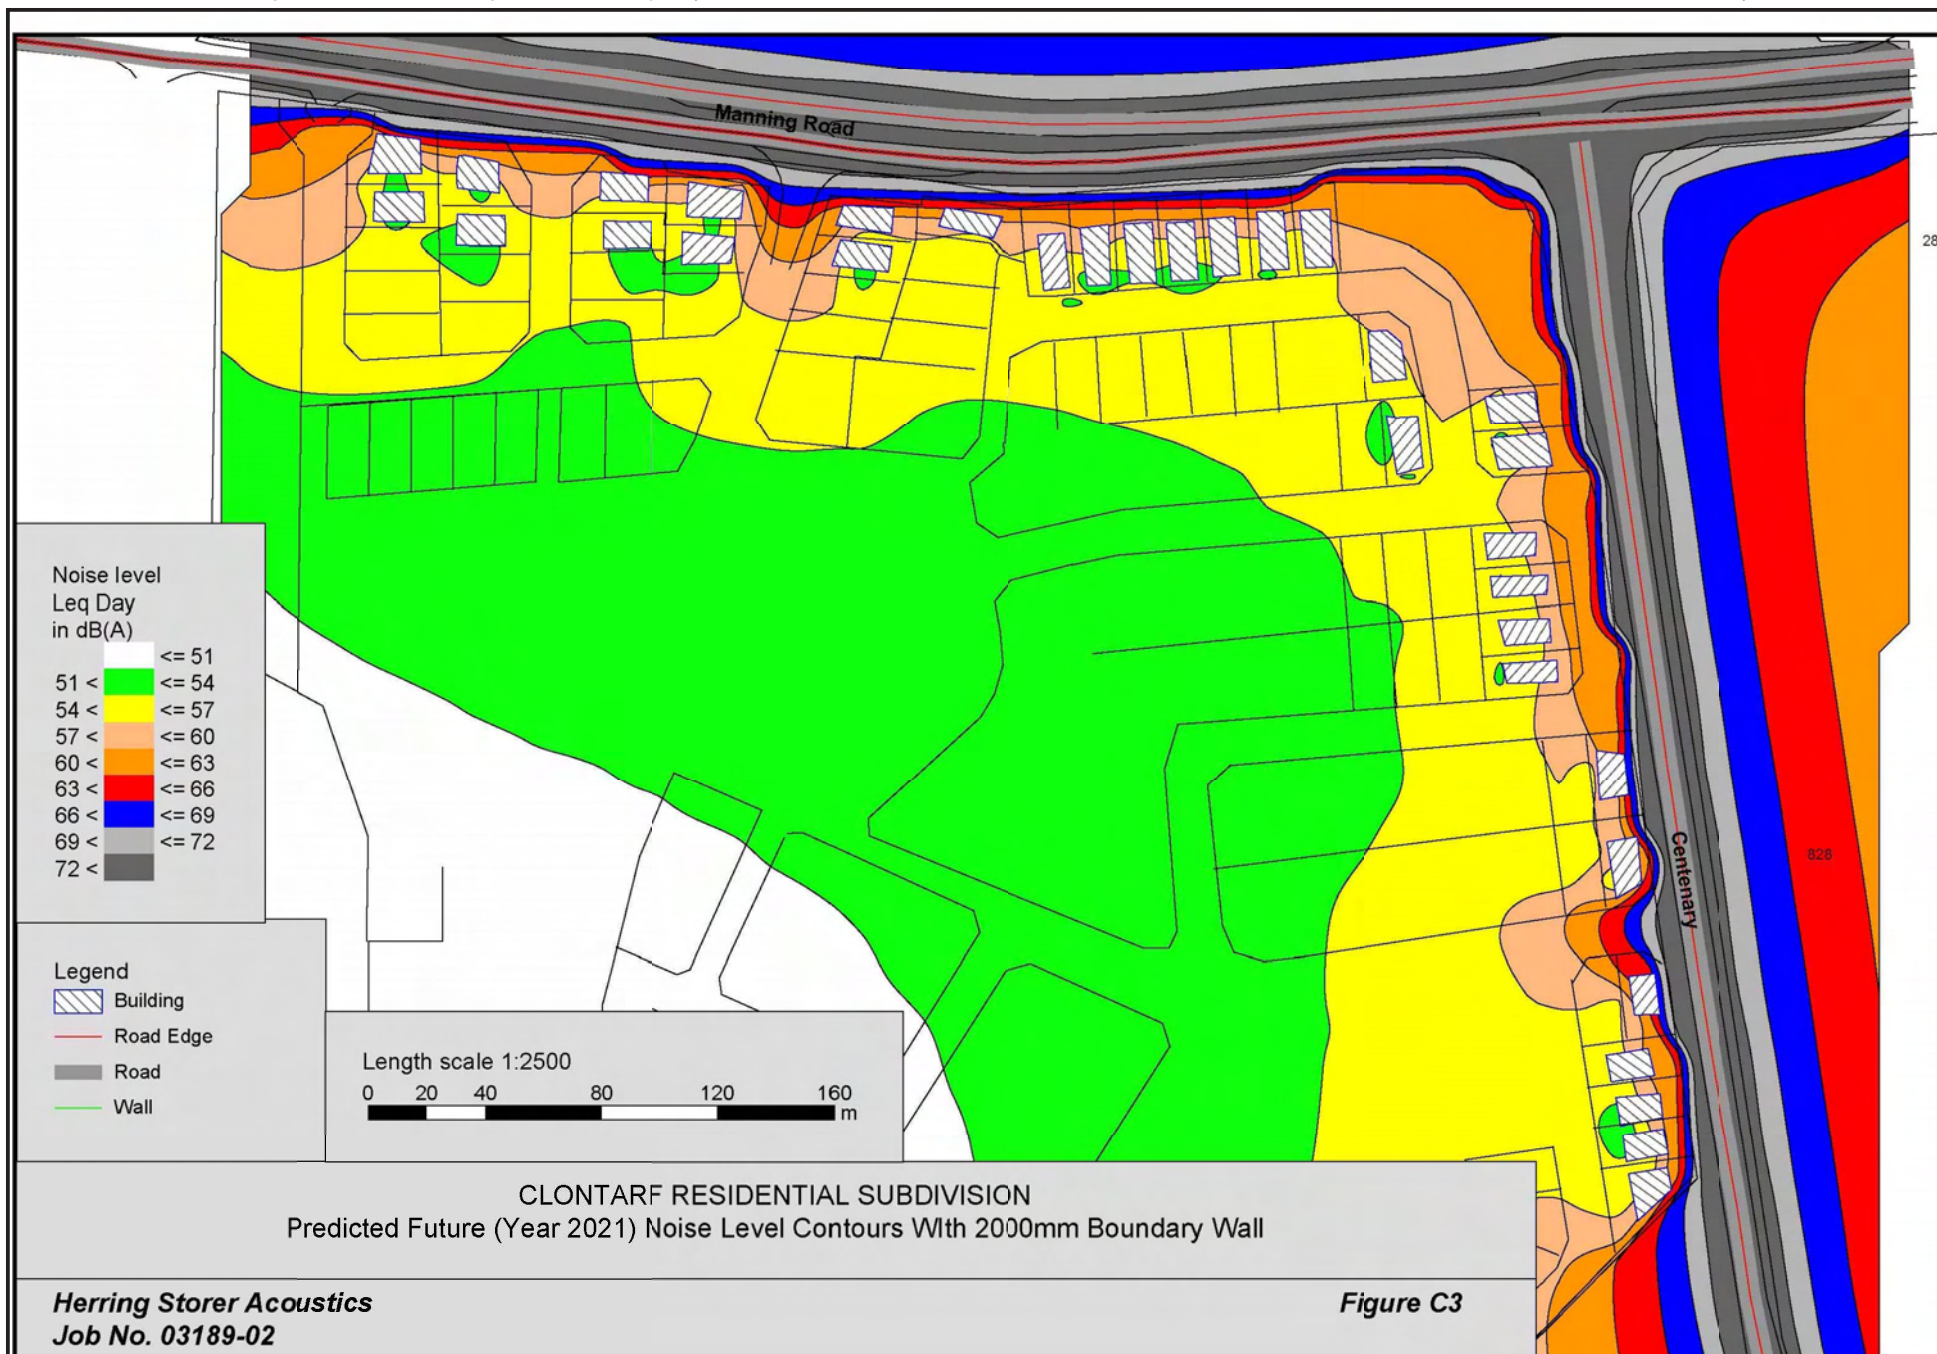 Manning Road
28
Noise level
Leq Day
in dB(A)
<= 51
51 < <= 54
54 < <= 57
57 < <= 60
60 < <= 63
63 < <= 66
66 < <= 69
69 < <= 72
72 <
Centenary
828
Legend
Building
Road Edge
Road
Wall
Length scale 1:2500
0 20 40 80 120 160
m
CLONTARF RESIDENTIAL SUBDIVISION
Predicted Future (Year 2021) Noise Level Contours WIth 2000mm Boundary Wall
Herring Storer Acoustics
Job No. 03189-02
Figure C3